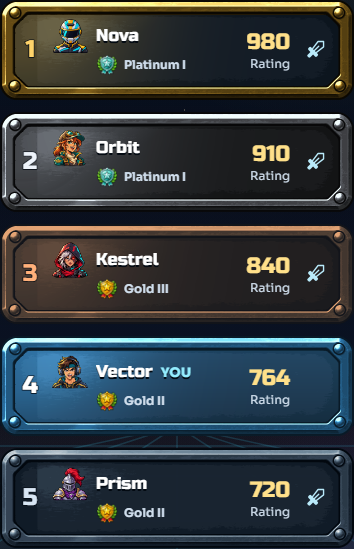 1 Nova 980
Platinum I Rating
2 Orbit 910
Platinum I Rating
3 Kestrel 840
Gold III Rating
4 Vector YOU 764
Gold II Rating
5 Prism 720
Gold II Rating